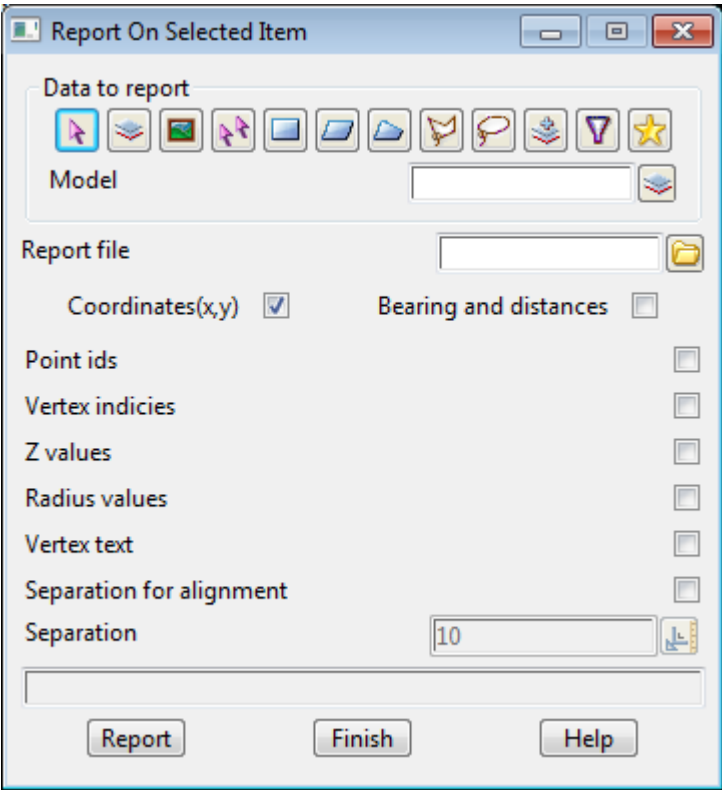 Report On Selected Item
Data to report
Model
Report file
Coordinates(x,y) Bearing and distances
Point ids
Vertex indicies
Z values
Radius values
Vertex text
Separation for alignment
Separation 10
Report Finish Help